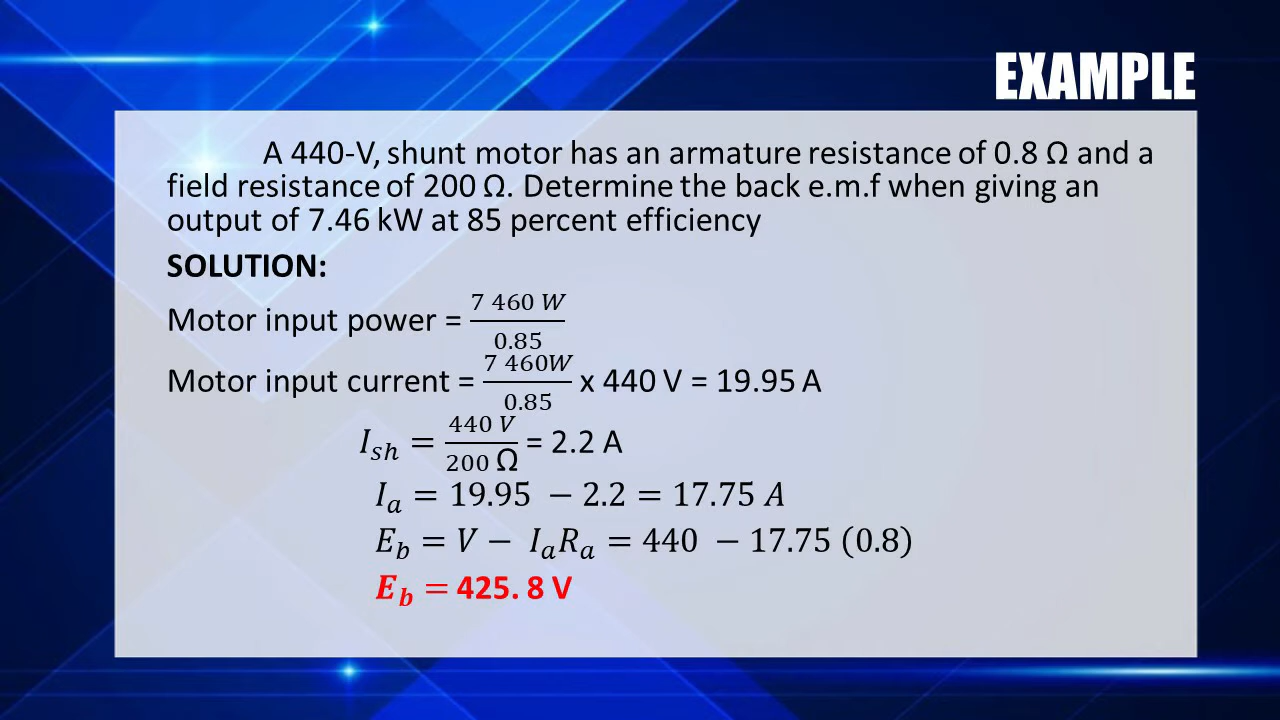 EXAMPLE
A 440-V, shunt motor has an armature resistance of 0.8 Ω and a
field resistance of 200 Ω. Determine the back e.m.f when giving an
output of 7.46 kW at 85 percent efficiency
SOLUTION:
Motor input power = 7 460 W / 0.85
Motor input current = 7 460W / 0.85 x 440 V = 19.95 A
I_sh = 440 V / 200 Ω = 2.2 A
I_a = 19.95 − 2.2 = 17.75 A
E_b = V − I_a R_a = 440 − 17.75 (0.8)
E_b = 425. 8 V